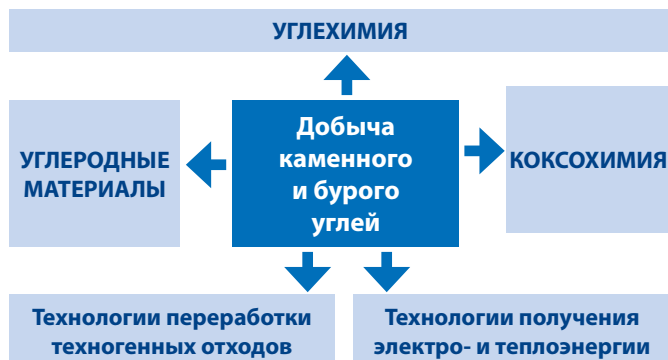 УГЛЕХИМИЯ
УГЛЕРОДНЫЕ
МАТЕРИАЛЫ
Добыча
каменного
и бурого
углей
КОКСОХИМИЯ
Технологии переработки
техногенных отходов
Технологии получения
электро- и теплоэнергии